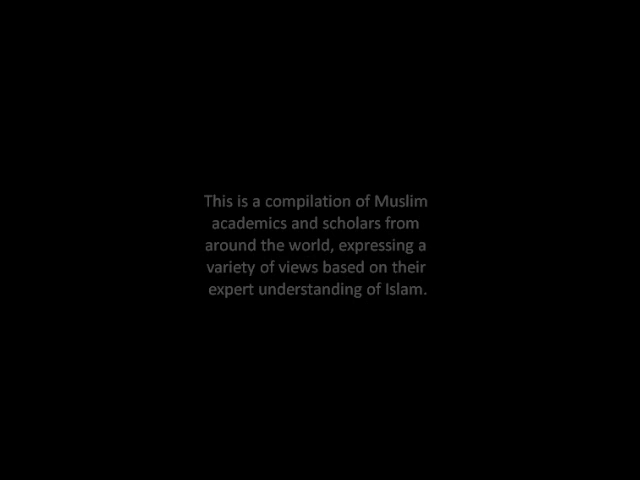 This is a compilation of Muslim
academics and scholars from
around the world, expressing a
variety of views based on their
expert understanding of Islam.